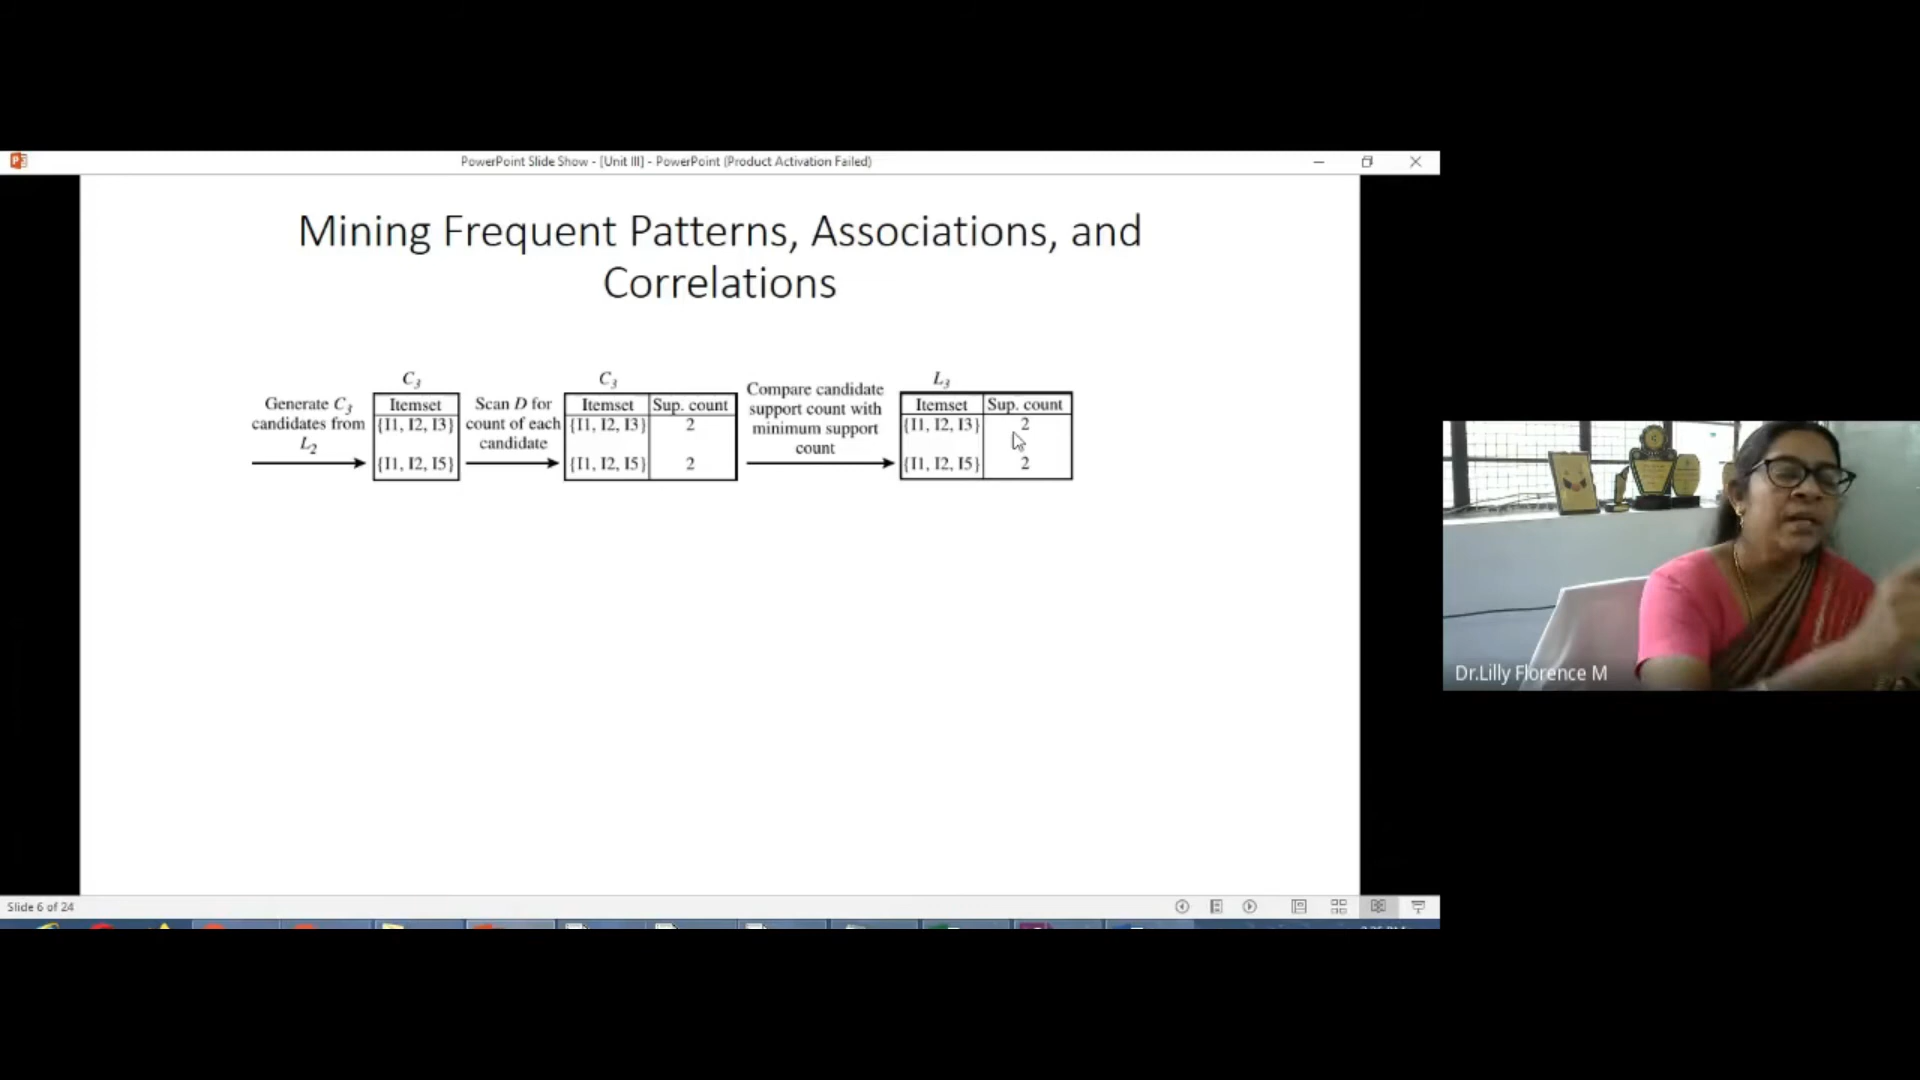 PowerPoint Slide Show - [Unit III] - PowerPoint (Product Activation Failed)
Mining Frequent Patterns, Associations, and
Correlations
Generate C3
candidates from
L2
C3
Itemset
{I1, I2, I3}
{I1, I2, I5}
Scan D for
count of each
candidate
C3
Itemset Sup. count
{I1, I2, I3} 2
{I1, I2, I5} 2
Compare candidate
support count with
minimum support
count
L3
Itemset Sup. count
{I1, I2, I3} 2
{I1, I2, I5} 2
Dr.Lilly Florence M
Slide 6 of 24